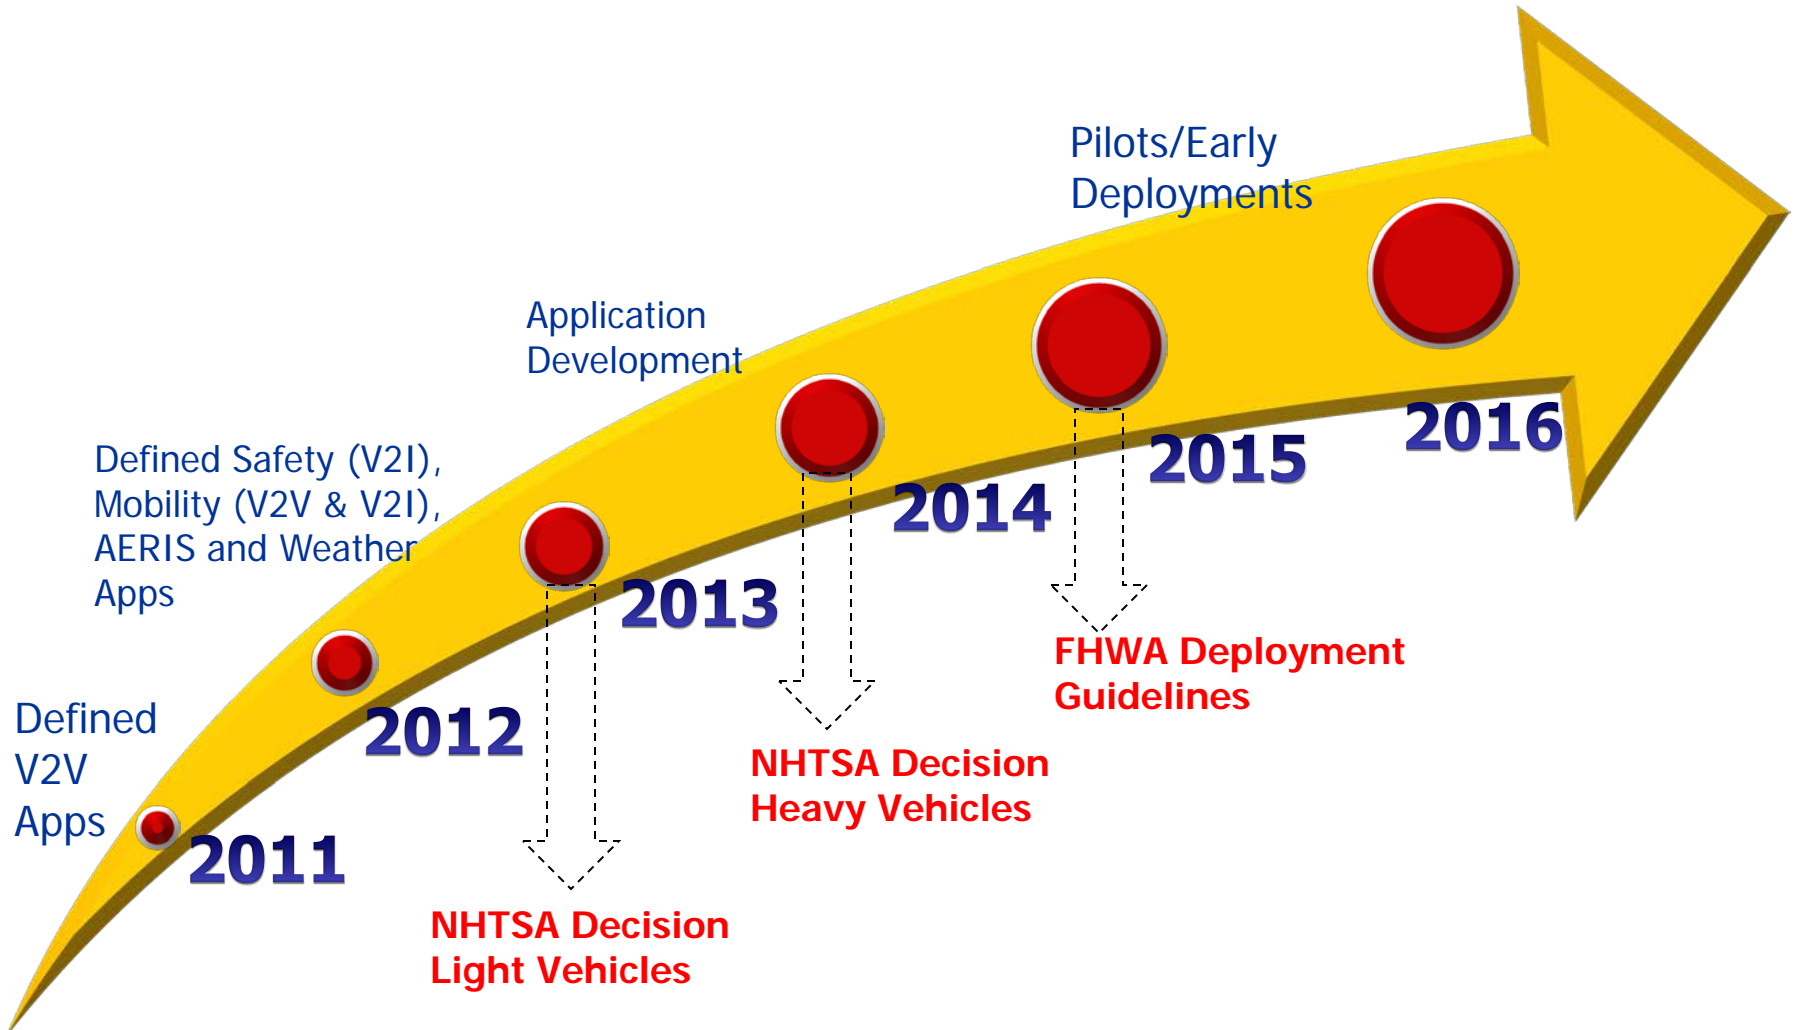 Pilots/Early
Deployments
Application
Development
2016
2015
Defined Safety (V2I),
Mobility (V2V & V2I),
AERIS and Weather
Apps
2014
2013
FHWA Deployment
Guidelines
Defined
V2V
Apps
2012
NHTSA Decision
Heavy Vehicles
2011
NHTSA Decision
Light Vehicles